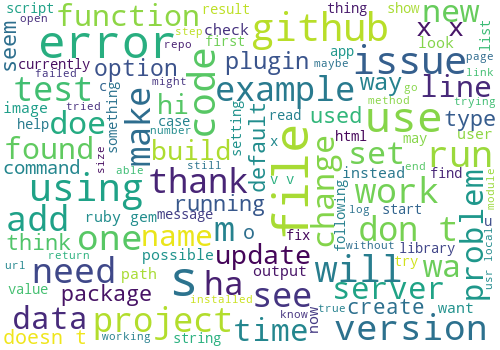 script open repo step failed tried result first check thing app show list look page link
error function option seem currently
github plugin issue x x new
test doe image help command something might maybe number case code example way used line type
found size able build hi make read setting default html user may
using thank running file x still v v change set instead method go trying run
add one name m o use work don t will find
think ruby gem message possible fix update output following start library end try
need path s ha see server wa problem usr local module
value package return time now know log without create want
data project string version
url doesn t working installed true